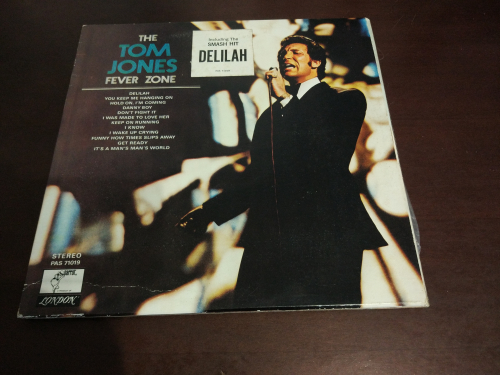 THE
TOM
JONES
FEVER ZONE
Including The
SMASH HIT
DELILAH
DELILAH
YOU KEEP ME HANGING ON
HOLD ON, I'M COMING
DANNY BOY
DON'T FIGHT IT
I WAS MADE TO LOVE HER
KEEP ON RUNNING
I KNOW
I WAKE UP CRYING
FUNNY HOW TIME SLIPS AWAY
GET READY
IT'S A MAN'S MAN'S WORLD
STEREO
PAS 71019
LONDON